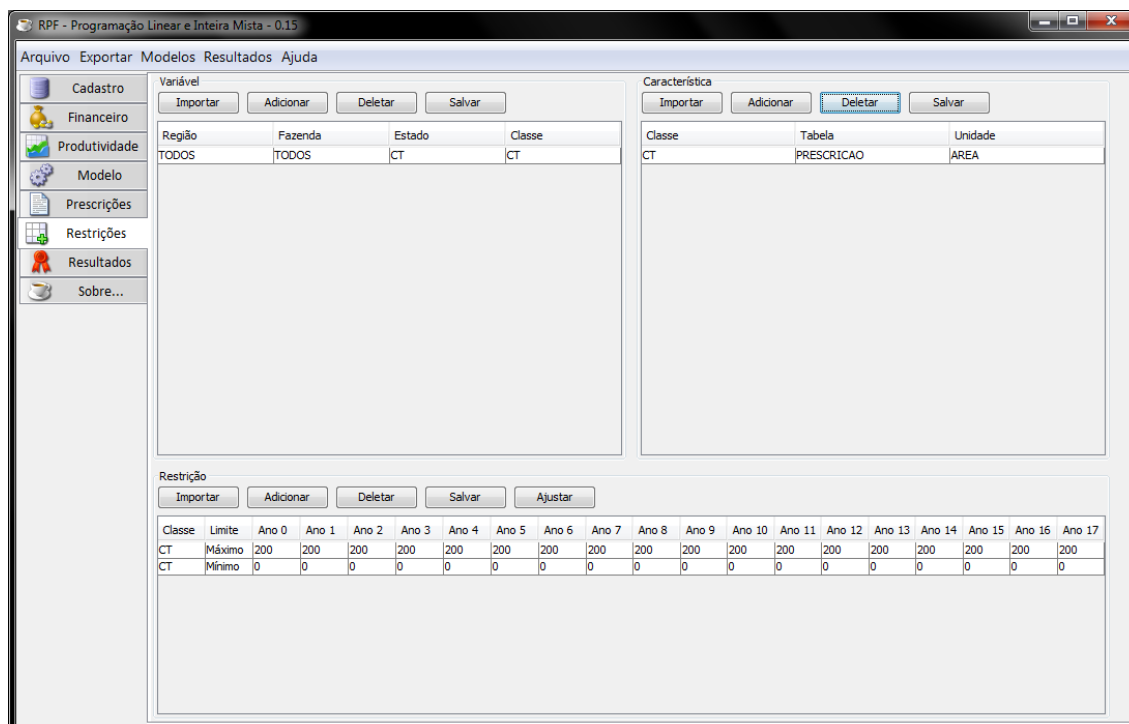 RPF - Programação Linear e Inteira Mista - 0.15
Arquivo Exportar Modelos Resultados Ajuda
Cadastro
Financeiro
Produtividade
Modelo
Prescrições
Restrições
Resultados
Sobre...
Variável
Importar Adicionar Deletar Salvar
Região Fazenda Estado Classe
TODOS TODOS CT CT
Característica
Importar Adicionar Deletar Salvar
Classe Tabela Unidade
CT PRESCRICAO AREA
Restrição
Importar Adicionar Deletar Salvar Ajustar
Classe Limite Ano 0 Ano 1 Ano 2 Ano 3 Ano 4 Ano 5 Ano 6 Ano 7 Ano 8 Ano 9 Ano 10 Ano 11 Ano 12 Ano 13 Ano 14 Ano 15 Ano 16 Ano 17
CT Máximo 200 200 200 200 200 200 200 200 200 200 200 200 200 200 200 200 200 200
CT Mínimo 0 0 0 0 0 0 0 0 0 0 0 0 0 0 0 0 0 0